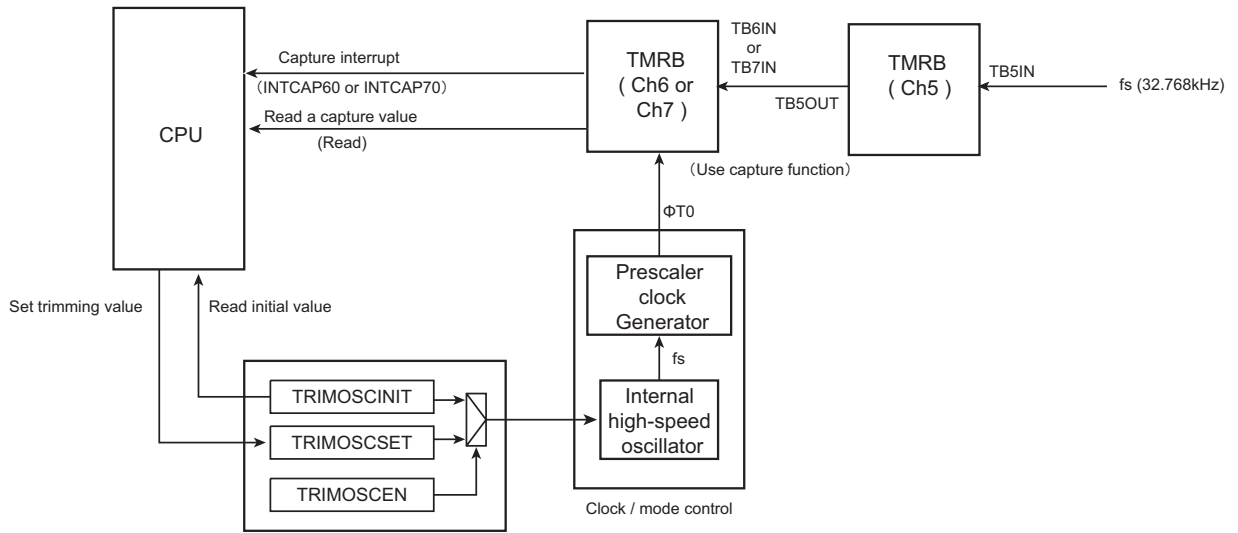 CPU
Capture interrupt
（INTCAP60 or INTCAP70）
Read a capture value
(Read)
TMRB
( Ch6 or
Ch7 )
TB6IN
or
TB7IN
TB5OUT
TMRB
( Ch5 )
TB5IN
fs (32.768kHz)
（Use capture function）
ΦT0
Prescaler
clock
Generator
fs
Internal
high-speed
oscillator
Clock / mode control
Set trimming value
Read initial value
TRIMOSCINIT
TRIMOSCSET
TRIMOSCEN